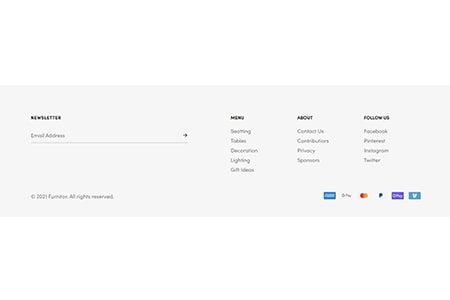 NEWSLETTER
Email Address
MENU
Seating
Tables
Decoration
Lighting
Gift Ideas
ABOUT
Contact Us
Contributors
Privacy
Sponsors
FOLLOW US
Facebook
Pinterest
Instagram
Twitter
© 2021 Furnitor. All rights reserved.
G Pay